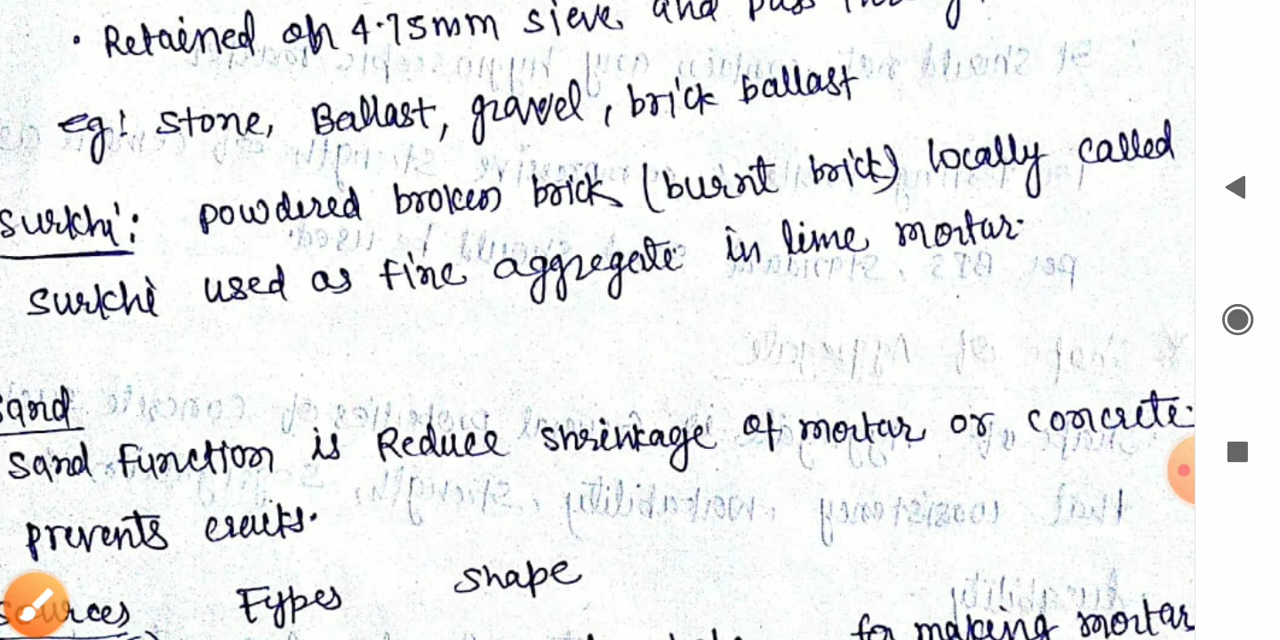 · Retained on 4.75mm sieve and pass
eg: stone, Ballast, gravel, brick ballast
surkhi: powdered broken brick (burnt brick) locally called
surkhi used as fine aggregate in lime mortar.
sand
sand function is Reduce shrinkage of mortar or concrete.
prevents cracks.
sources Types shape
for making mortar